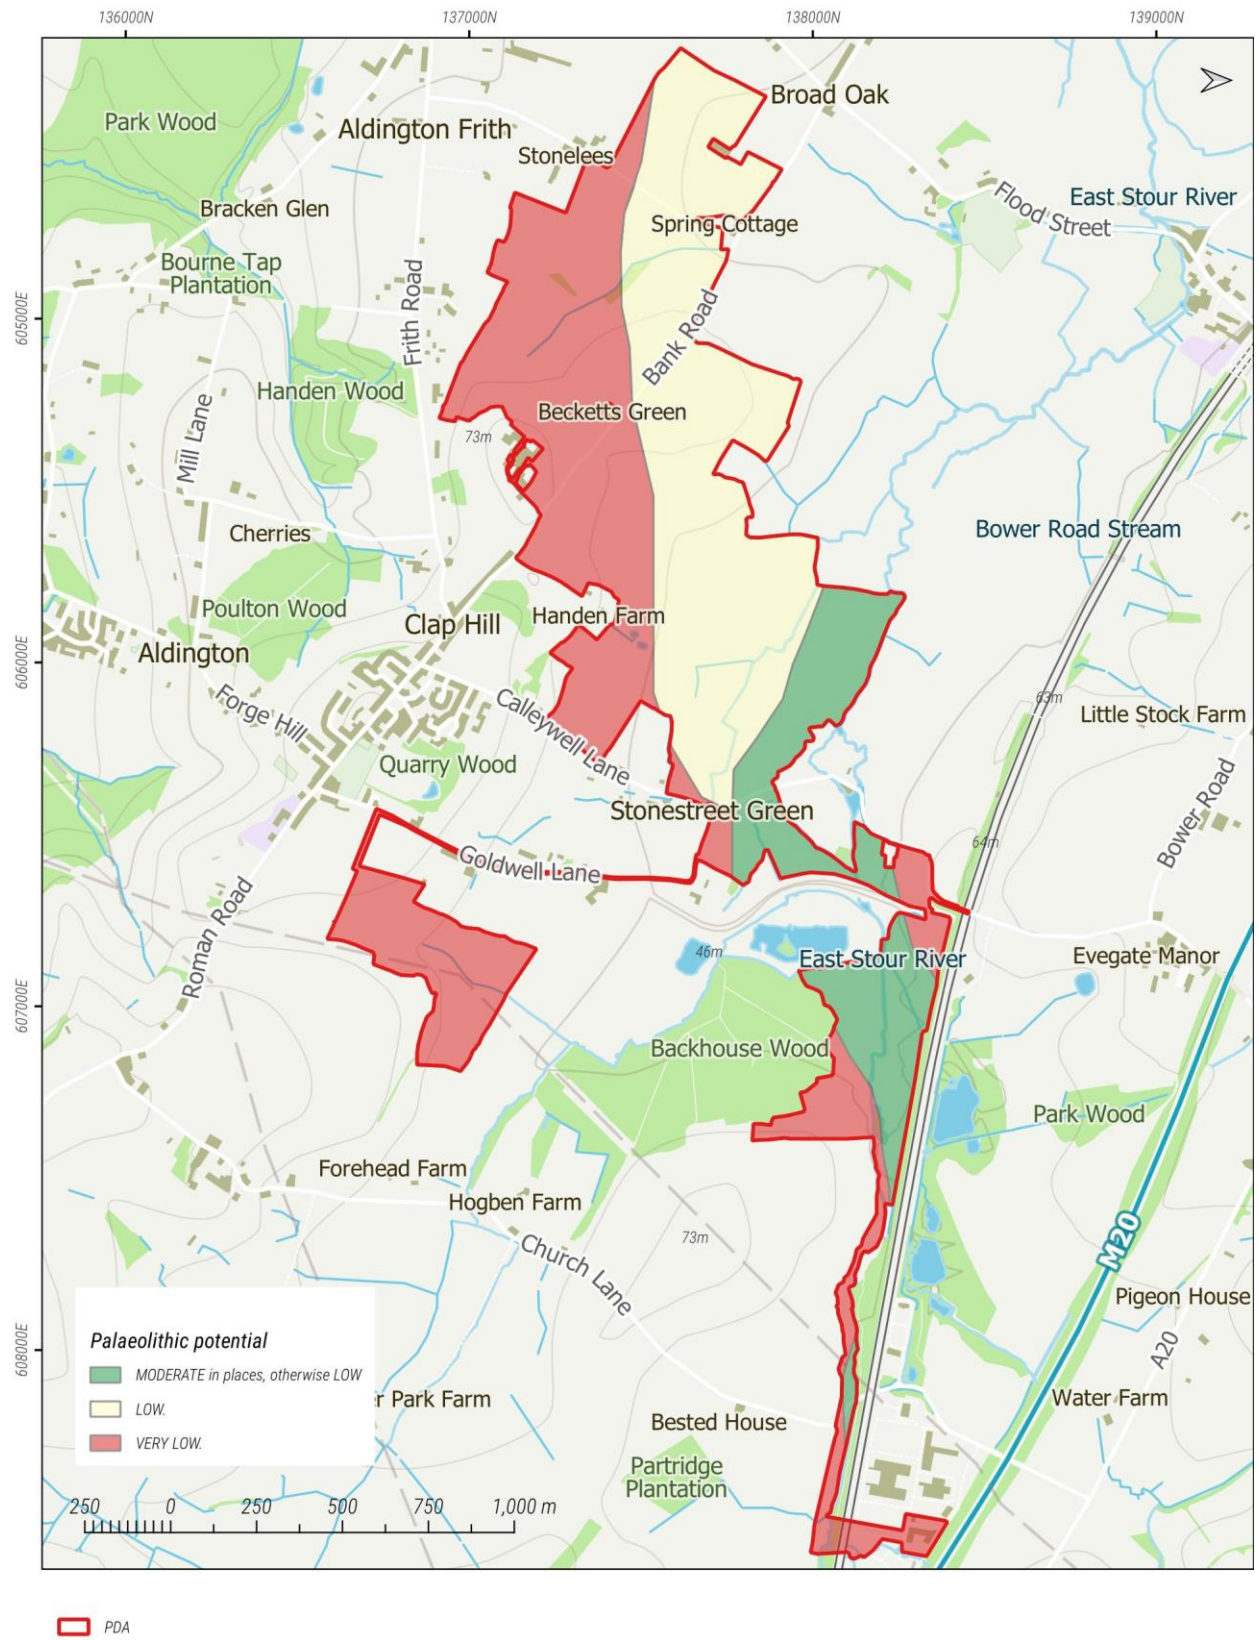 136000N
137000N
138000N
139000N
Broad Oak
Park Wood
Aldington Frith
Stonelees
East Stour River
Flood Street
Bracken Glen
Spring Cottage
Bourne Tap
Plantation
605000E
Frith Road
Bank Road
Handen Wood
Becketts Green
73m
Mill Lane
Cherries
Bower Road Stream
Poulton Wood
Handen Farm
Clap Hill
Aldington
606000E
63m
Forge Hill
Calleywell Lane
Little Stock Farm
Quarry Wood
Bower Road
Stonestreet Green
64m
Goldwell Lane
Roman Road
46m
East Stour River
Evegate Manor
607000E
Backhouse Wood
Park Wood
Forehead Farm
Hogben Farm
73m
Church Lane
M20
Pigeon House
A20
608000E
Palaeolithic potential
MODERATE in places, otherwise LOW
LOW.
VERY LOW.
er Park Farm
Water Farm
Bested House
Partridge
Plantation
250 0 250 500 750 1,000 m
PDA